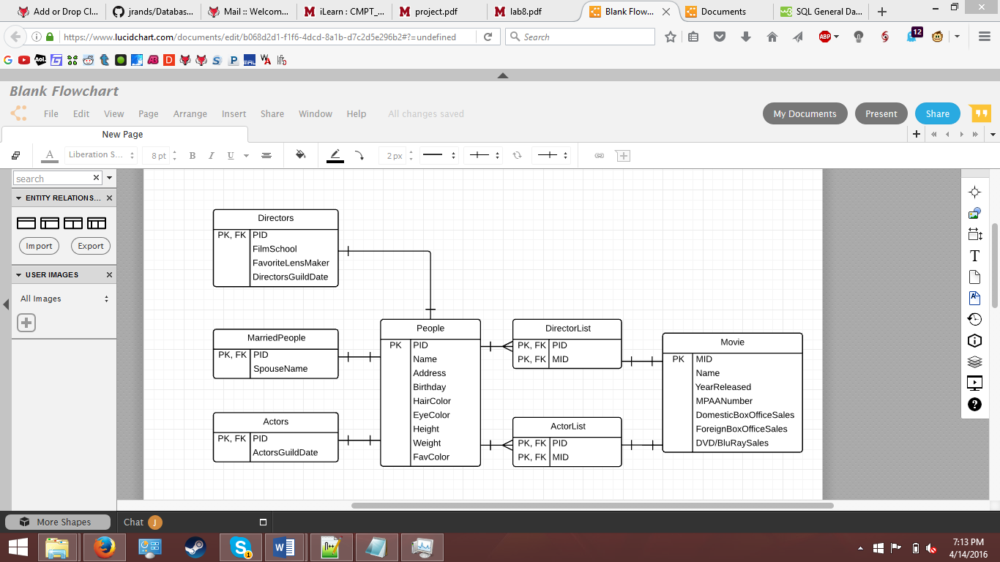 Add or Drop Cl...
jrands/Databas...
Mail :: Welcom...
iLearn : CMPT_...
project.pdf
lab8.pdf
Blank Flow...
Documents
SQL General Da...
https://www.lucidchart.com/documents/edit/b068d2d1-f1f6-4dcd-8a1b-d7c2d5e296b2#?=undefined
Search
ABP
12
Blank Flowchart
File Edit View Page Arrange Insert Share Window Help All changes saved
My Documents Present Share
New Page
Liberation S... 8 pt B I U 2 px
search
ENTITY RELATIONS...
Import Export
USER IMAGES
All Images
Directors
PK, FK PID
FilmSchool
FavoriteLensMaker
DirectorsGuildDate
MarriedPeople
PK, FK PID
SpouseName
Actors
PK, FK PID
ActorsGuildDate
People
PK PID
Name
Address
Birthday
HairColor
EyeColor
Height
Weight
FavColor
DirectorList
PK, FK PID
PK, FK MID
ActorList
PK, FK PID
PK, FK MID
Movie
PK MID
Name
YearReleased
MPAANumber
DomesticBoxOfficeSales
ForeignBoxOfficeSales
DVD/BluRaySales
More Shapes
Chat J
7:13 PM
4/14/2016